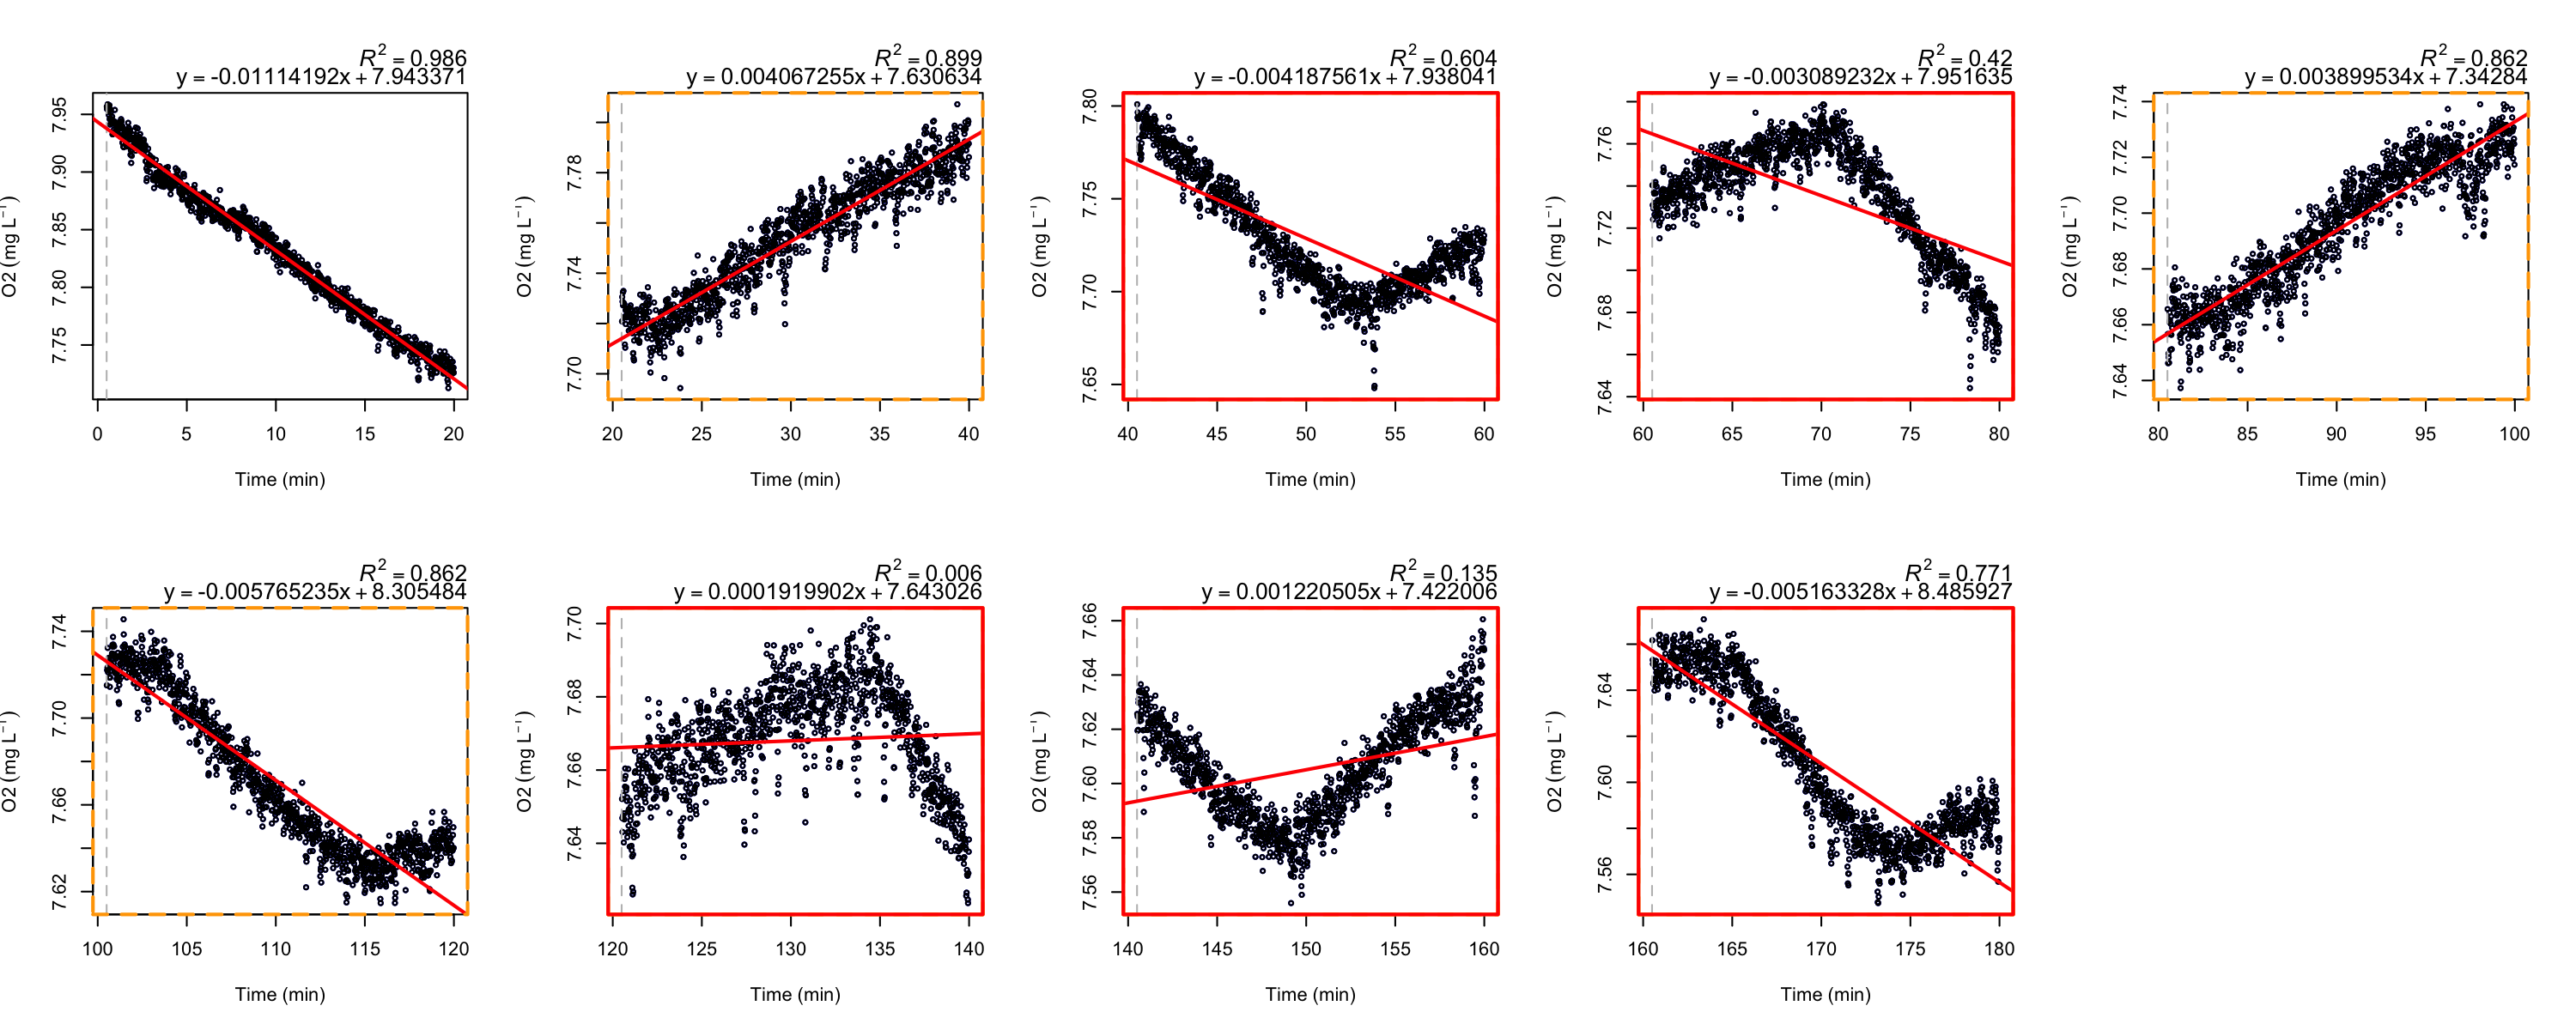 R² = 0.986
y = -0.01114192x + 7.943371
O2 (mg L⁻¹)
7.95
7.90
7.85
7.80
7.75
0 5 10 15 20
Time (min)
R² = 0.899
y = 0.004067255x + 7.630634
O2 (mg L⁻¹)
7.78
7.74
7.70
20 25 30 35 40
Time (min)
R² = 0.604
y = -0.004187561x + 7.938041
O2 (mg L⁻¹)
7.80
7.75
7.70
7.65
40 45 50 55 60
Time (min)
R² = 0.42
y = -0.003089232x + 7.951635
O2 (mg L⁻¹)
7.76
7.72
7.68
7.64
60 65 70 75 80
Time (min)
R² = 0.862
y = 0.003899534x + 7.34284
O2 (mg L⁻¹)
7.74
7.72
7.70
7.68
7.66
7.64
80 85 90 95 100
Time (min)
R² = 0.862
y = -0.005765235x + 8.305484
O2 (mg L⁻¹)
7.74
7.70
7.66
7.62
100 105 110 115 120
Time (min)
R² = 0.006
y = 0.0001919902x + 7.643026
O2 (mg L⁻¹)
7.70
7.68
7.66
7.64
120 125 130 135 140
Time (min)
R² = 0.135
y = 0.001220505x + 7.422006
O2 (mg L⁻¹)
7.66
7.64
7.62
7.60
7.58
7.56
140 145 150 155 160
Time (min)
R² = 0.771
y = -0.005163328x + 8.485927
O2 (mg L⁻¹)
7.64
7.60
7.56
160 165 170 175 180
Time (min)